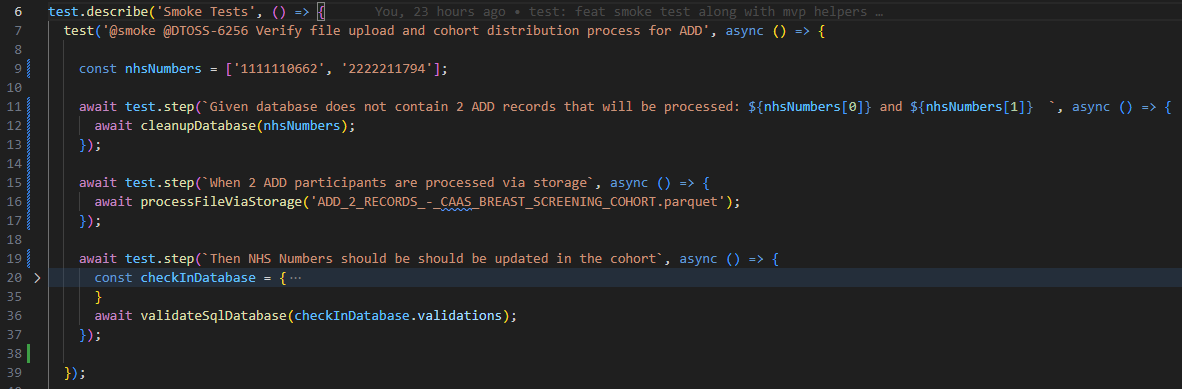 6 test.describe('Smoke Tests', () => { You, 23 hours ago • test: feat smoke test along with mvp helpers …
7 test('@smoke @DTOSS-6256 Verify file upload and cohort distribution process for ADD', async () => {
8
9 const nhsNumbers = ['1111110662', '2222211794'];
10
11 await test.step(`Given database does not contain 2 ADD records that will be processed: ${nhsNumbers[0]} and ${nhsNumbers[1]}  `, async () => {
12 await cleanupDatabase(nhsNumbers);
13 });
14
15 await test.step(`When 2 ADD participants are processed via storage`, async () => {
16 await processFileViaStorage('ADD_2_RECORDS_-_CAAS_BREAST_SCREENING_COHORT.parquet');
17 });
18
19 await test.step(`Then NHS Numbers should be should be updated in the cohort`, async () => {
20 const checkInDatabase = { ⋯
35 }
36 await validateSqlDatabase(checkInDatabase.validations);
37 });
38
39 });